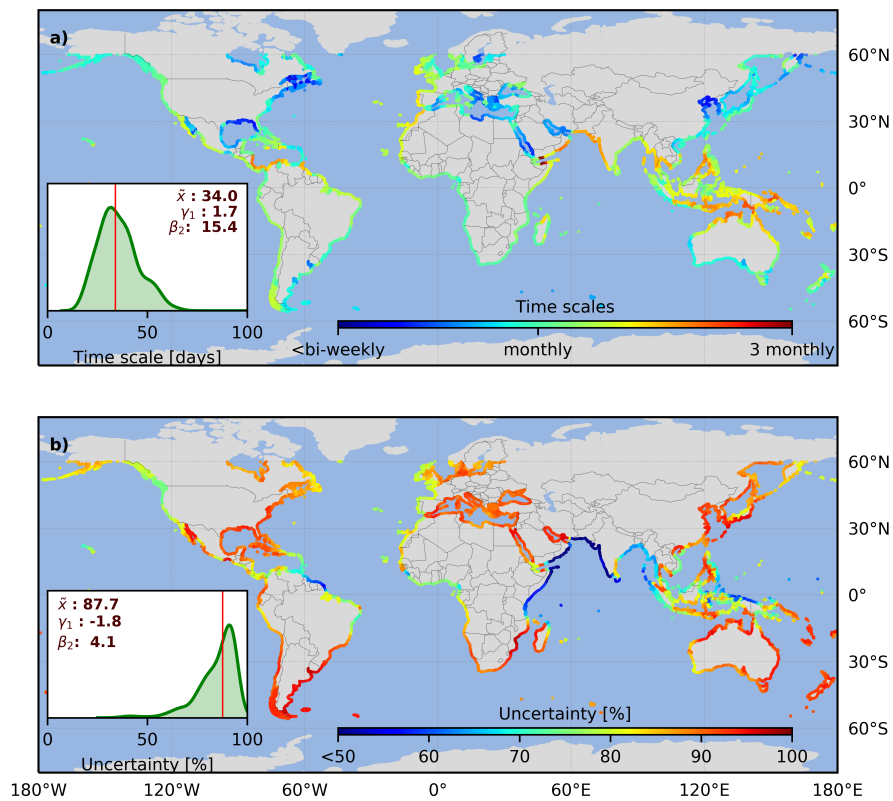 a)
60°N
30°N
0°
30°S
60°S
x̃ : 34.0
γ₁ : 1.7
β₂: 15.4
0 50 100
Time scale [days]
Time scales
<bi-weekly monthly 3 monthly
b)
60°N
30°N
0°
30°S
60°S
x̃ : 87.7
γ₁ : -1.8
β₂: 4.1
0 50 100
Uncertainty [%]
Uncertainty [%]
<50 60 70 80 90 100
180°W 120°W 60°W 0° 60°E 120°E 180°E